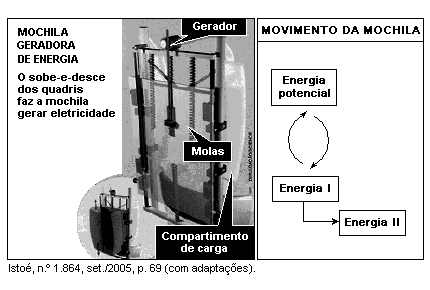 MOCHILA
GERADORA
DE ENERGIA
O sobe-e-desce
dos quadris
faz a mochila
gerar eletricidade
Gerador
Molas
Compartimento
de carga
MOVIMENTO DA MOCHILA
Energia
potencial
Energia I
Energia II
Istoé, n.º 1.864, set./2005, p. 69 (com adaptações).